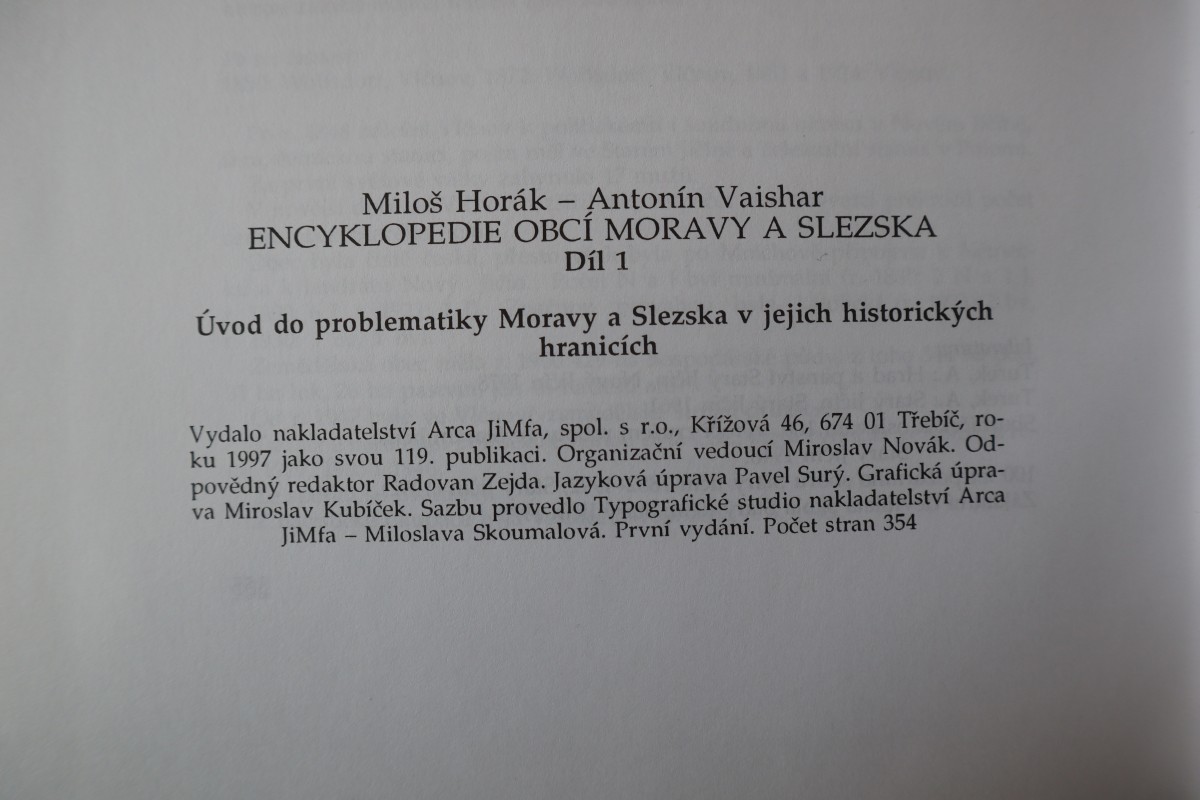 Miloš Horák – Antonín Vaishar
ENCYKLOPEDIE OBCÍ MORAVY A SLEZSKA
Díl 1
Úvod do problematiky Moravy a Slezska v jejich historických
hranicích
Vydalo nakladatelství Arca JiMfa, spol. s r.o., Křížová 46, 674 01 Třebíč, ro-
ku 1997 jako svou 119. publikaci. Organizační vedoucí Miroslav Novák. Od-
povědný redaktor Radovan Zejda. Jazyková úprava Pavel Surý. Grafická úpra-
va Miroslav Kubíček. Sazbu provedlo Typografické studio nakladatelství Arca
JiMfa – Miloslava Skoumalová. První vydání. Počet stran 354